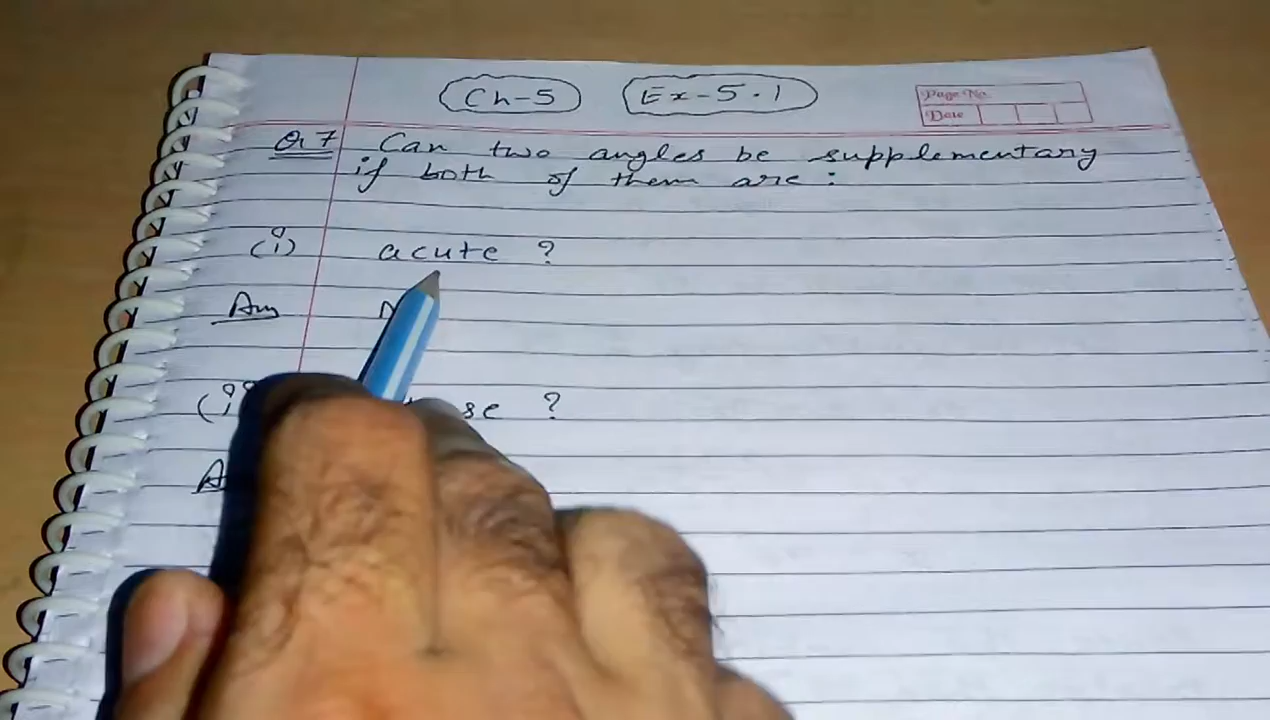 Ch-5 Ex-5.1
Page No.
Date
Q.7 Can two angles be supplementary
if both of them are :
(i) acute ?
Ans
?